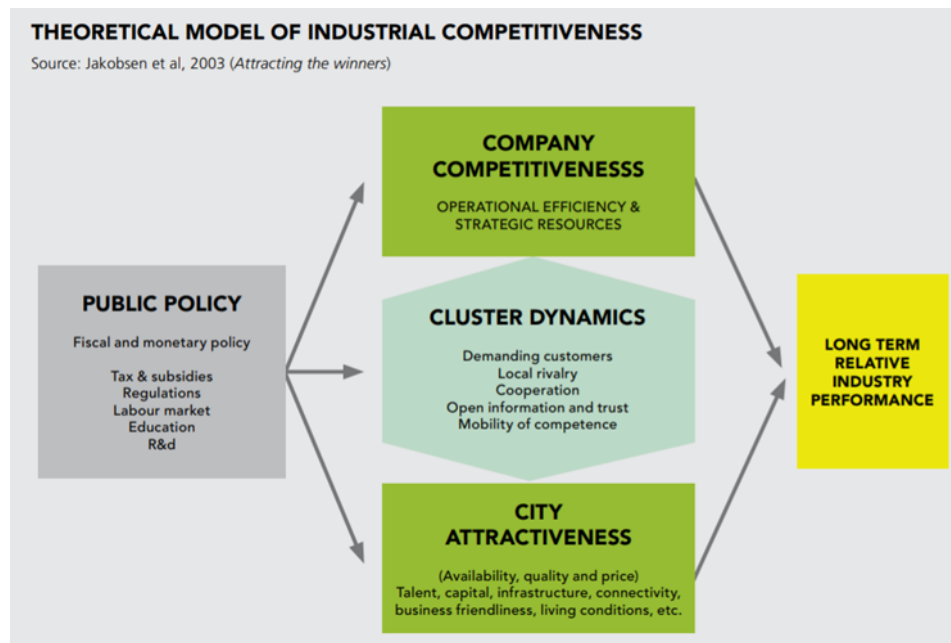 THEORETICAL MODEL OF INDUSTRIAL COMPETITIVENESS
Source: Jakobsen et al, 2003 (Attracting the winners)
COMPANY
COMPETITIVENESSS
OPERATIONAL EFFICIENCY &
STRATEGIC RESOURCES
PUBLIC POLICY
Fiscal and monetary policy
Tax & subsidies
Regulations
Labour market
Education
R&d
CLUSTER DYNAMICS
Demanding customers
Local rivalry
Cooperation
Open information and trust
Mobility of competence
LONG TERM
RELATIVE
INDUSTRY
PERFORMANCE
CITY
ATTRACTIVENESS
(Availability, quality and price)
Talent, capital, infrastructure, connectivity,
business friendliness, living conditions, etc.